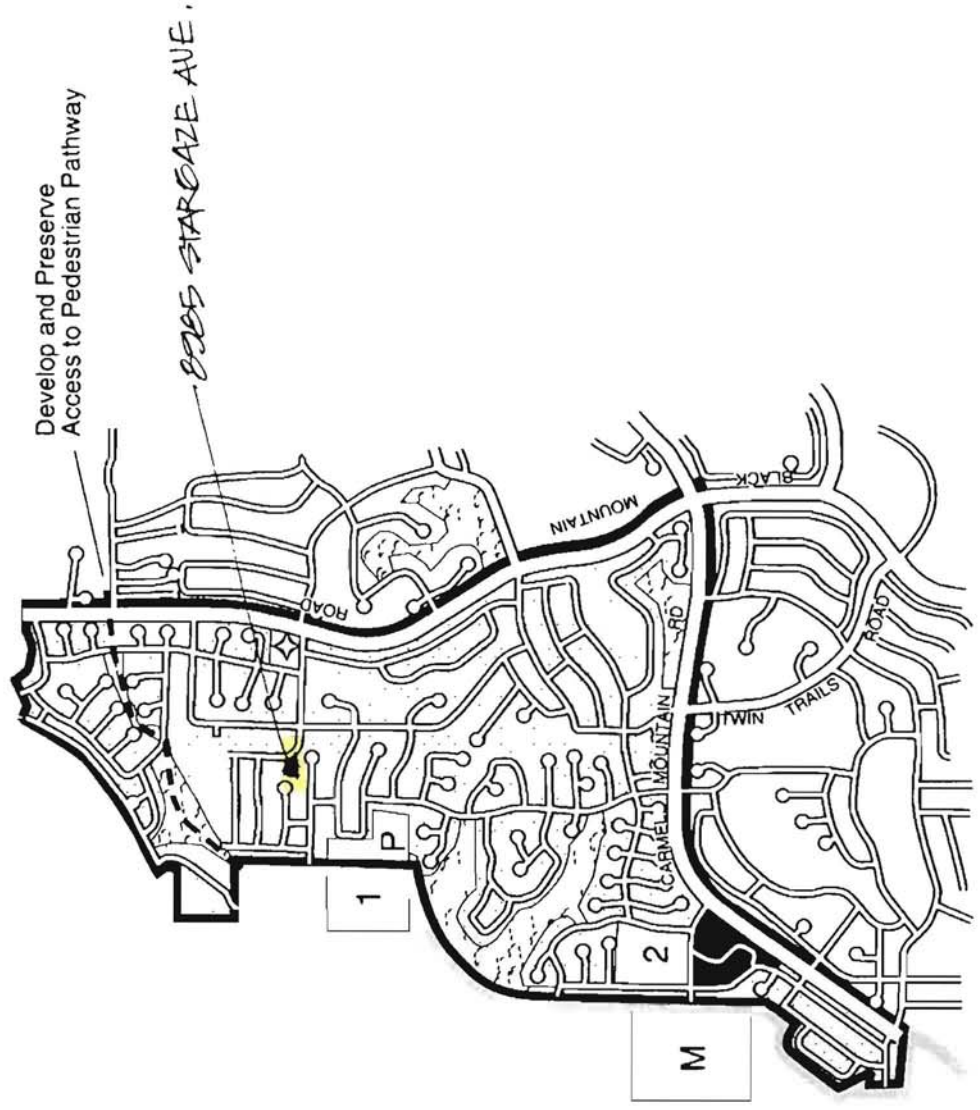 Develop and Preserve
Access to Pedestrian Pathway
8985 STARGAZE AVE.
ROAD
MOUNTAIN
BLACK
P
1
CARMEL MOUNTAIN RD
TWIN TRAILS ROAD
2
M